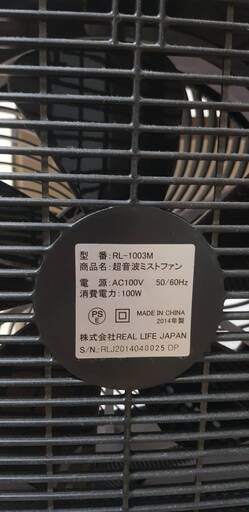 型 番: RL-1003M
商品名: 超音波ミストファン
電 源: AC100V 50/60Hz
消費電力: 100W
PS
E
MADE IN CHINA
2014年製
株式会社REAL LIFE JAPAN
S/N: RLJ2014040025 DP